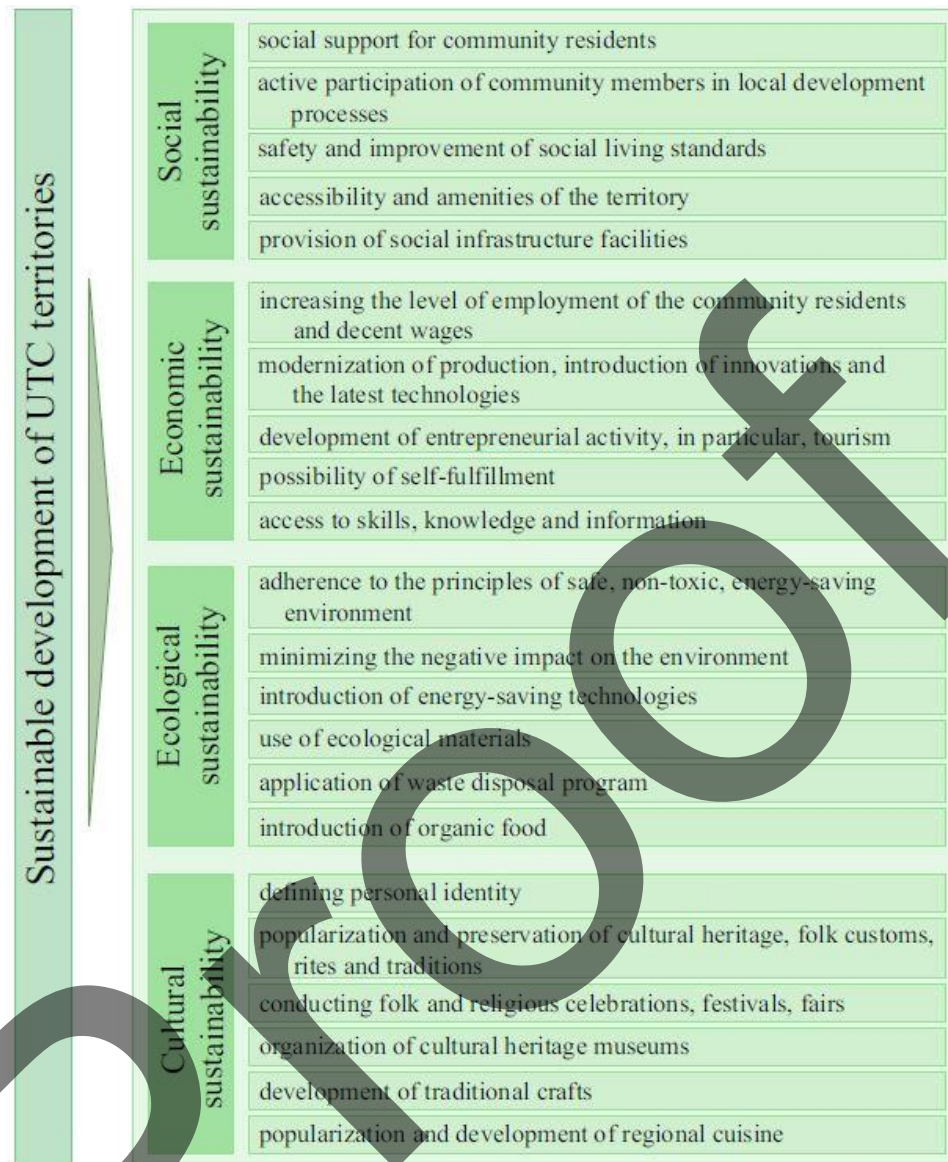 Sustainable development of UTC territories
Social
sustainability
social support for community residents
active participation of community members in local development
processes
safety and improvement of social living standards
accessibility and amenities of the territory
provision of social infrastructure facilities
Economic
sustainability
increasing the level of employment of the community residents
and decent wages
modernization of production, introduction of innovations and
the latest technologies
development of entrepreneurial activity, in particular, tourism
possibility of self-fulfillment
access to skills, knowledge and information
Ecological
sustainability
adherence to the principles of safe, non-toxic, energy-saving
environment
minimizing the negative impact on the environment
introduction of energy-saving technologies
use of ecological materials
application of waste disposal program
introduction of organic food
Cultural
sustainability
defining personal identity
popularization and preservation of cultural heritage, folk customs,
rites and traditions
conducting folk and religious celebrations, festivals, fairs
organization of cultural heritage museums
development of traditional crafts
popularization and development of regional cuisine
proof